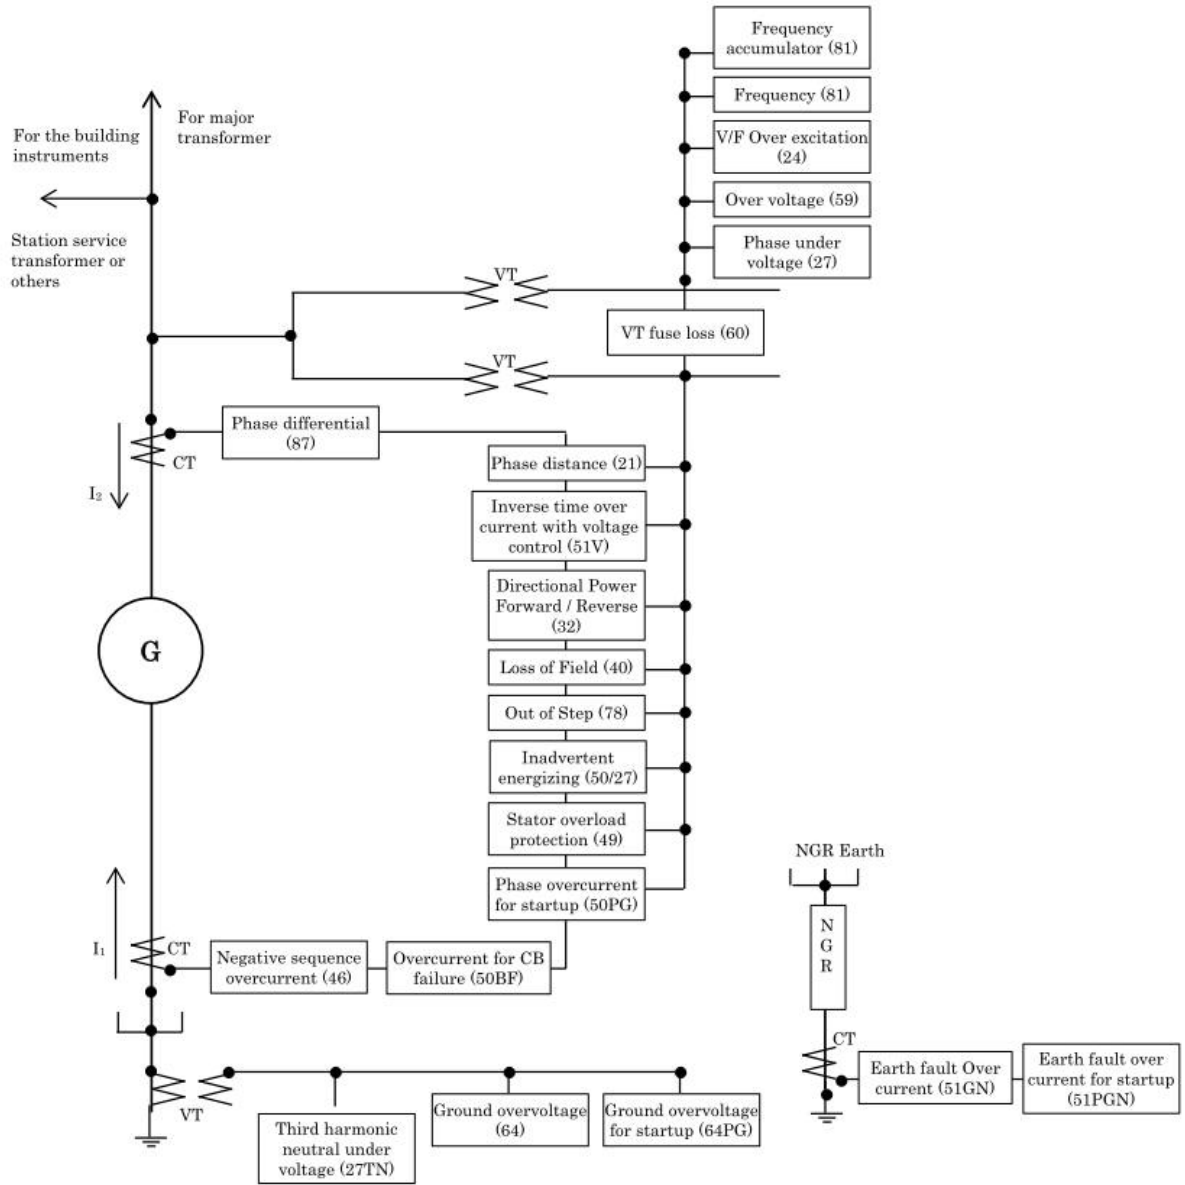 Frequency
accumulator (81)
Frequency (81)
V/F Over excitation
(24)
Over voltage (59)
Phase under
voltage (27)
For major
transformer
For the building
instruments
Station service
transformer or
others
VT
VT fuse loss (60)
VT
Phase differential
(87)
CT
I₂
Phase distance (21)
Inverse time over
current with voltage
control (51V)
Directional Power
Forward / Reverse
(32)
Loss of Field (40)
Out of Step (78)
Inadvertent
energizing (50/27)
Stator overload
protection (49)
Phase overcurrent
for startup (50PG)
G
I₁
CT
Negative sequence
overcurrent (46)
Overcurrent for CB
failure (50BF)
VT
Third harmonic
neutral under
voltage (27TN)
Ground overvoltage
(64)
Ground overvoltage
for startup (64PG)
NGR Earth
N
G
R
CT
Earth fault Over
current (51GN)
Earth fault over
current for startup
(51PGN)